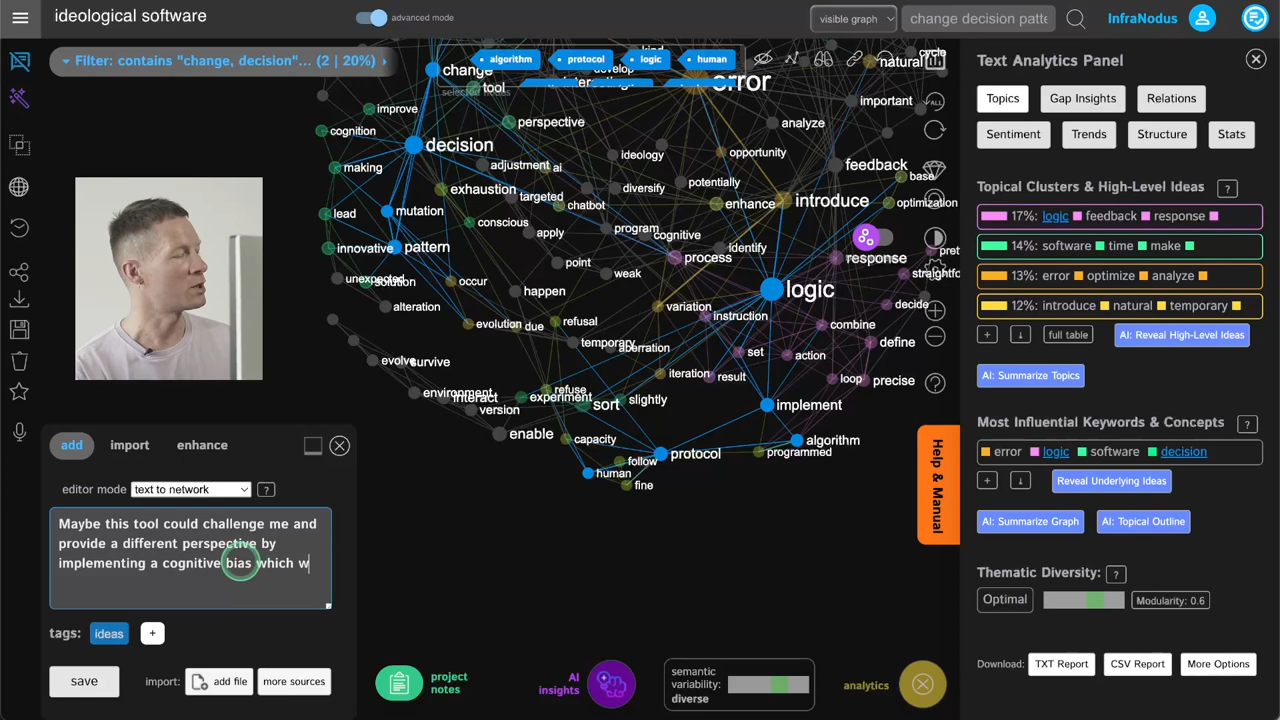 ideological software
advanced mode
visible graph
change decision patte
InfraNodus
Filter: contains "change, decision"... (2 | 20%)
algorithm
protocol
logic
human
selected nodes
change
tool
error
natural
cycle
develop
improve
important
cognition
perspective
analyze
decision
ideology
opportunity
making
adjustment
ai
feedback
exhaustion
targeted
diversify
potentially
base
lead
mutation
chatbot
enhance
introduce
optimization
conscious
apply
program
cognitive
innovative
pattern
identify
process
response
unexpected
solution
point
weak
straightfo
occur
happen
logic
alteration
variation
decide
evolution
due
refusal
instruction
combine
temporary
aberration
set
action
define
evolve
survive
iteration
result
loop
precise
environment
interact
refuse
experiment
slightly
version
sort
implement
enable
capacity
algorithm
programmed
protocol
follow
human
fine
add
import
enhance
editor mode
text to network
?
Maybe this tool could challenge me and
provide a different perspective by
implementing a cognitive bias which w
tags:
ideas
+
save
import:
add file
more sources
project
notes
AI
insights
semantic
variability:
diverse
analytics
Help & Manual
ALL
Text Analytics Panel
Topics
Gap Insights
Relations
Sentiment
Trends
Structure
Stats
Topical Clusters & High-Level Ideas ?
17%: logic feedback response
14%: software time make
13%: error optimize analyze
12%: introduce natural temporary
+ ↓ full table AI: Reveal High-Level Ideas
AI: Summarize Topics
Most Influential Keywords & Concepts ?
error logic software decision
+ ↓ Reveal Underlying Ideas
AI: Summarize Graph AI: Topical Outline
Thematic Diversity: ?
Optimal Modularity: 0.6
Download: TXT Report CSV Report More Options